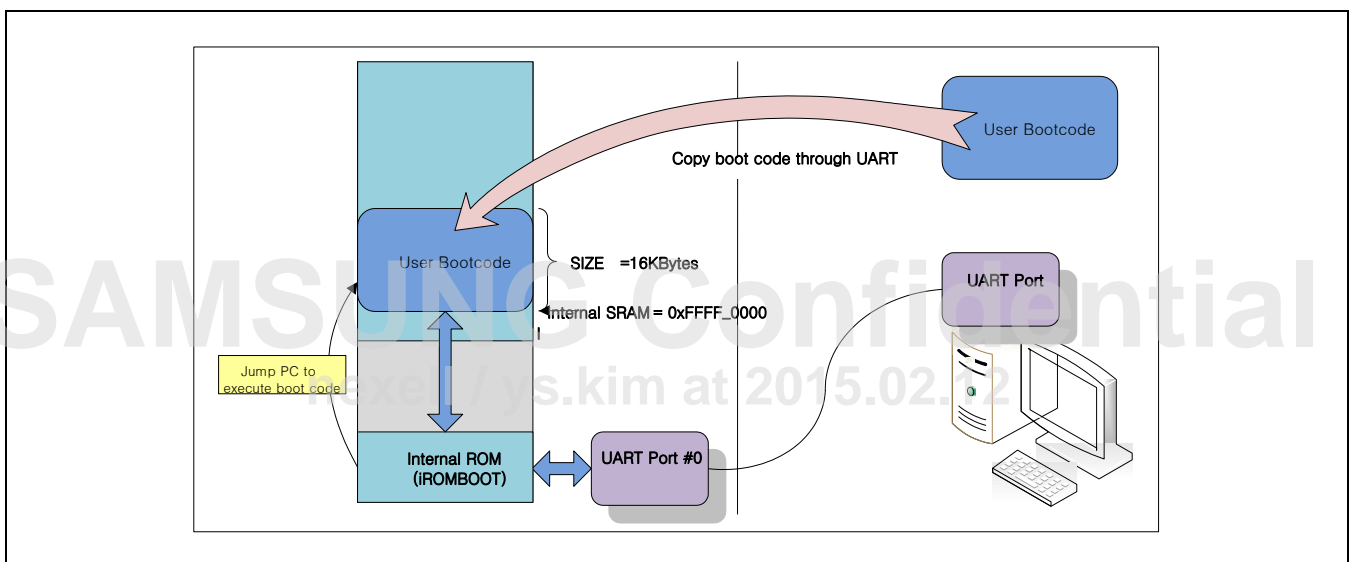 User Bootcode
Copy boot code through UART
User Bootcode
SIZE =16KBytes
UART Port
Internal SRAM = 0xFFFF_0000
SAMSUNG Confidential
Jump PC to
execute boot code
nexell / ys.kim at 2015.02.12
Internal ROM
(iROMBOOT)
UART Port #0